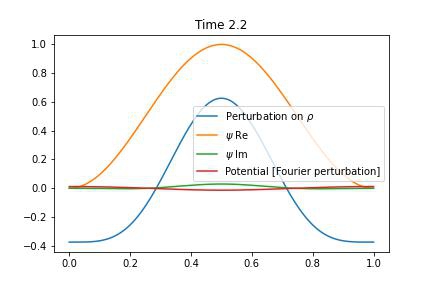 Time 2.2
1.0
0.8
0.6
0.4
0.2
0.0
−0.2
−0.4
Perturbation on ρ
ψ Re
ψ Im
Potential [Fourier perturbation]
0.0 0.2 0.4 0.6 0.8 1.0